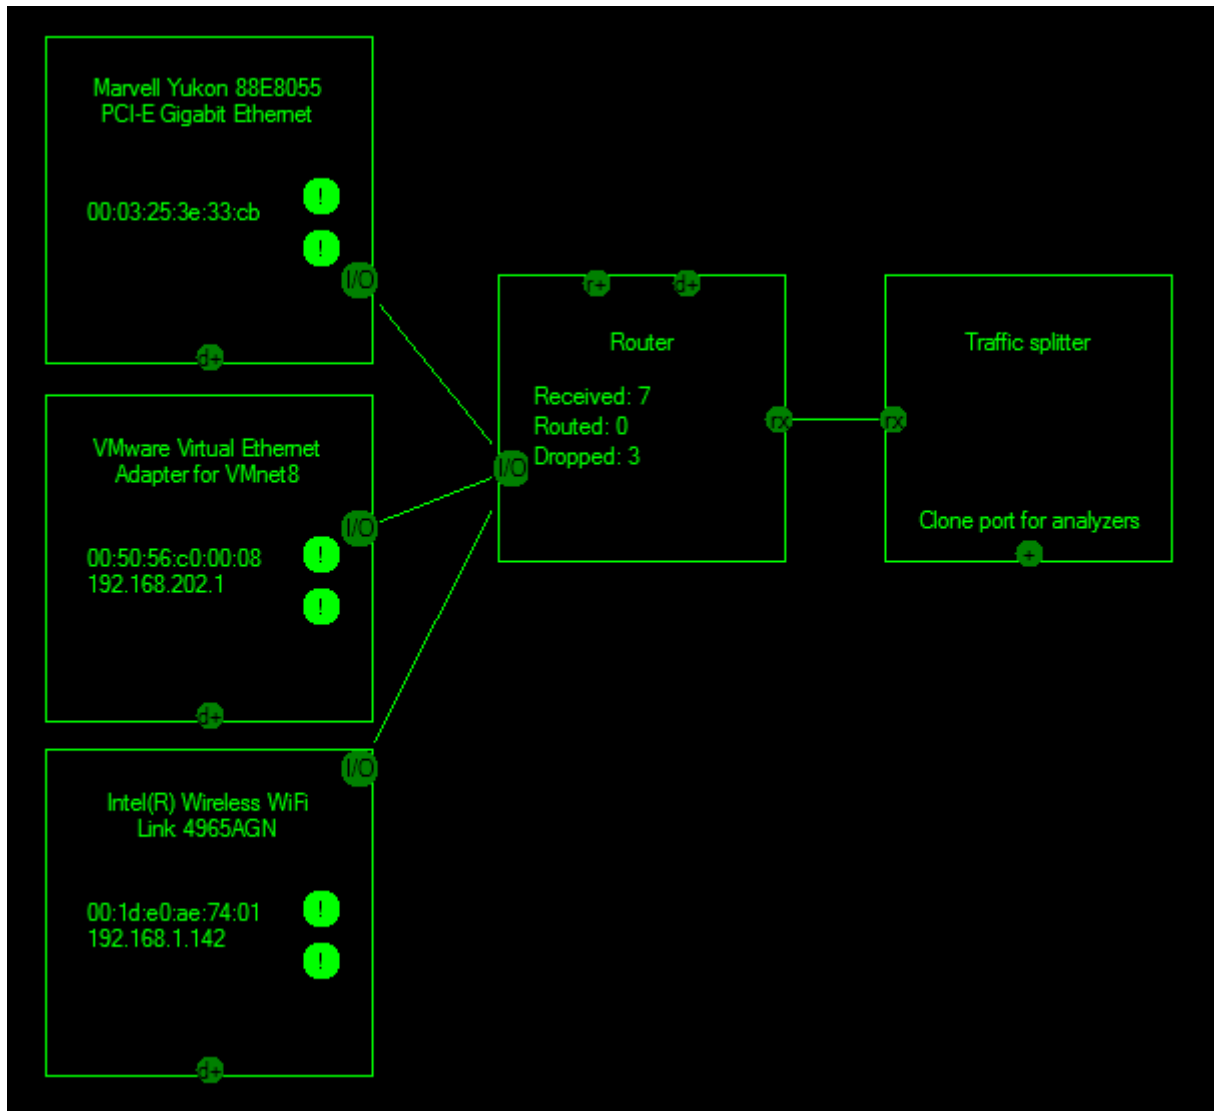 Marvell Yukon 88E8055
PCI-E Gigabit Ethernet
00:03:25:3e:33:cb
!
!
I/O
d+
VMware Virtual Ethernet
Adapter for VMnet8
I/O
00:50:56:c0:00:08
192.168.202.1
!
!
d+
I/O
Intel(R) Wireless WiFi
Link 4965AGN
00:1d:e0:ae:74:01
192.168.1.142
!
!
d+
r+
d+
Router
Received: 7
Routed: 0
Dropped: 3
I/O
rx
rx
Traffic splitter
Clone port for analyzers
+